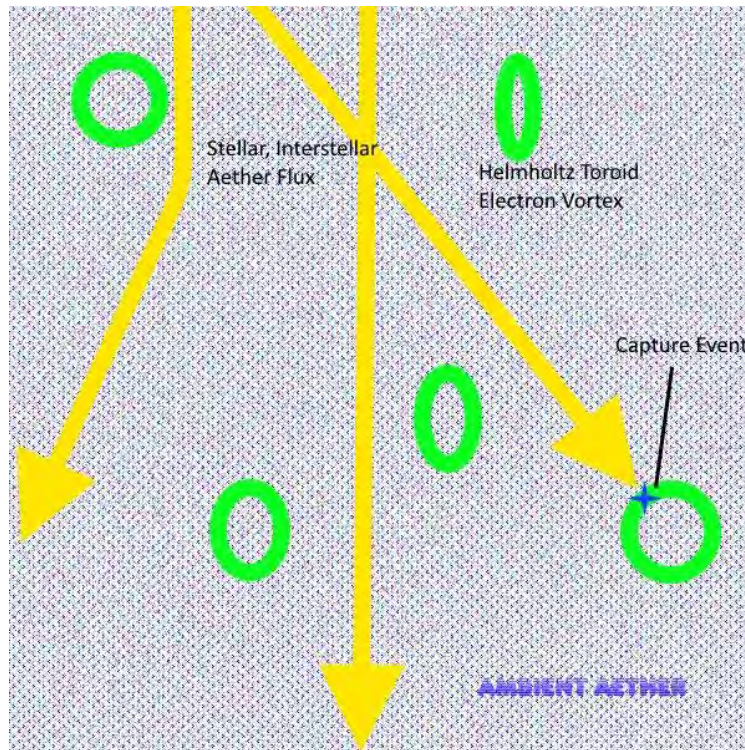 Stellar, Interstellar
Aether Flux
Helmholtz Toroid
Electron Vortex
Capture Event
AMBIENT AETHER